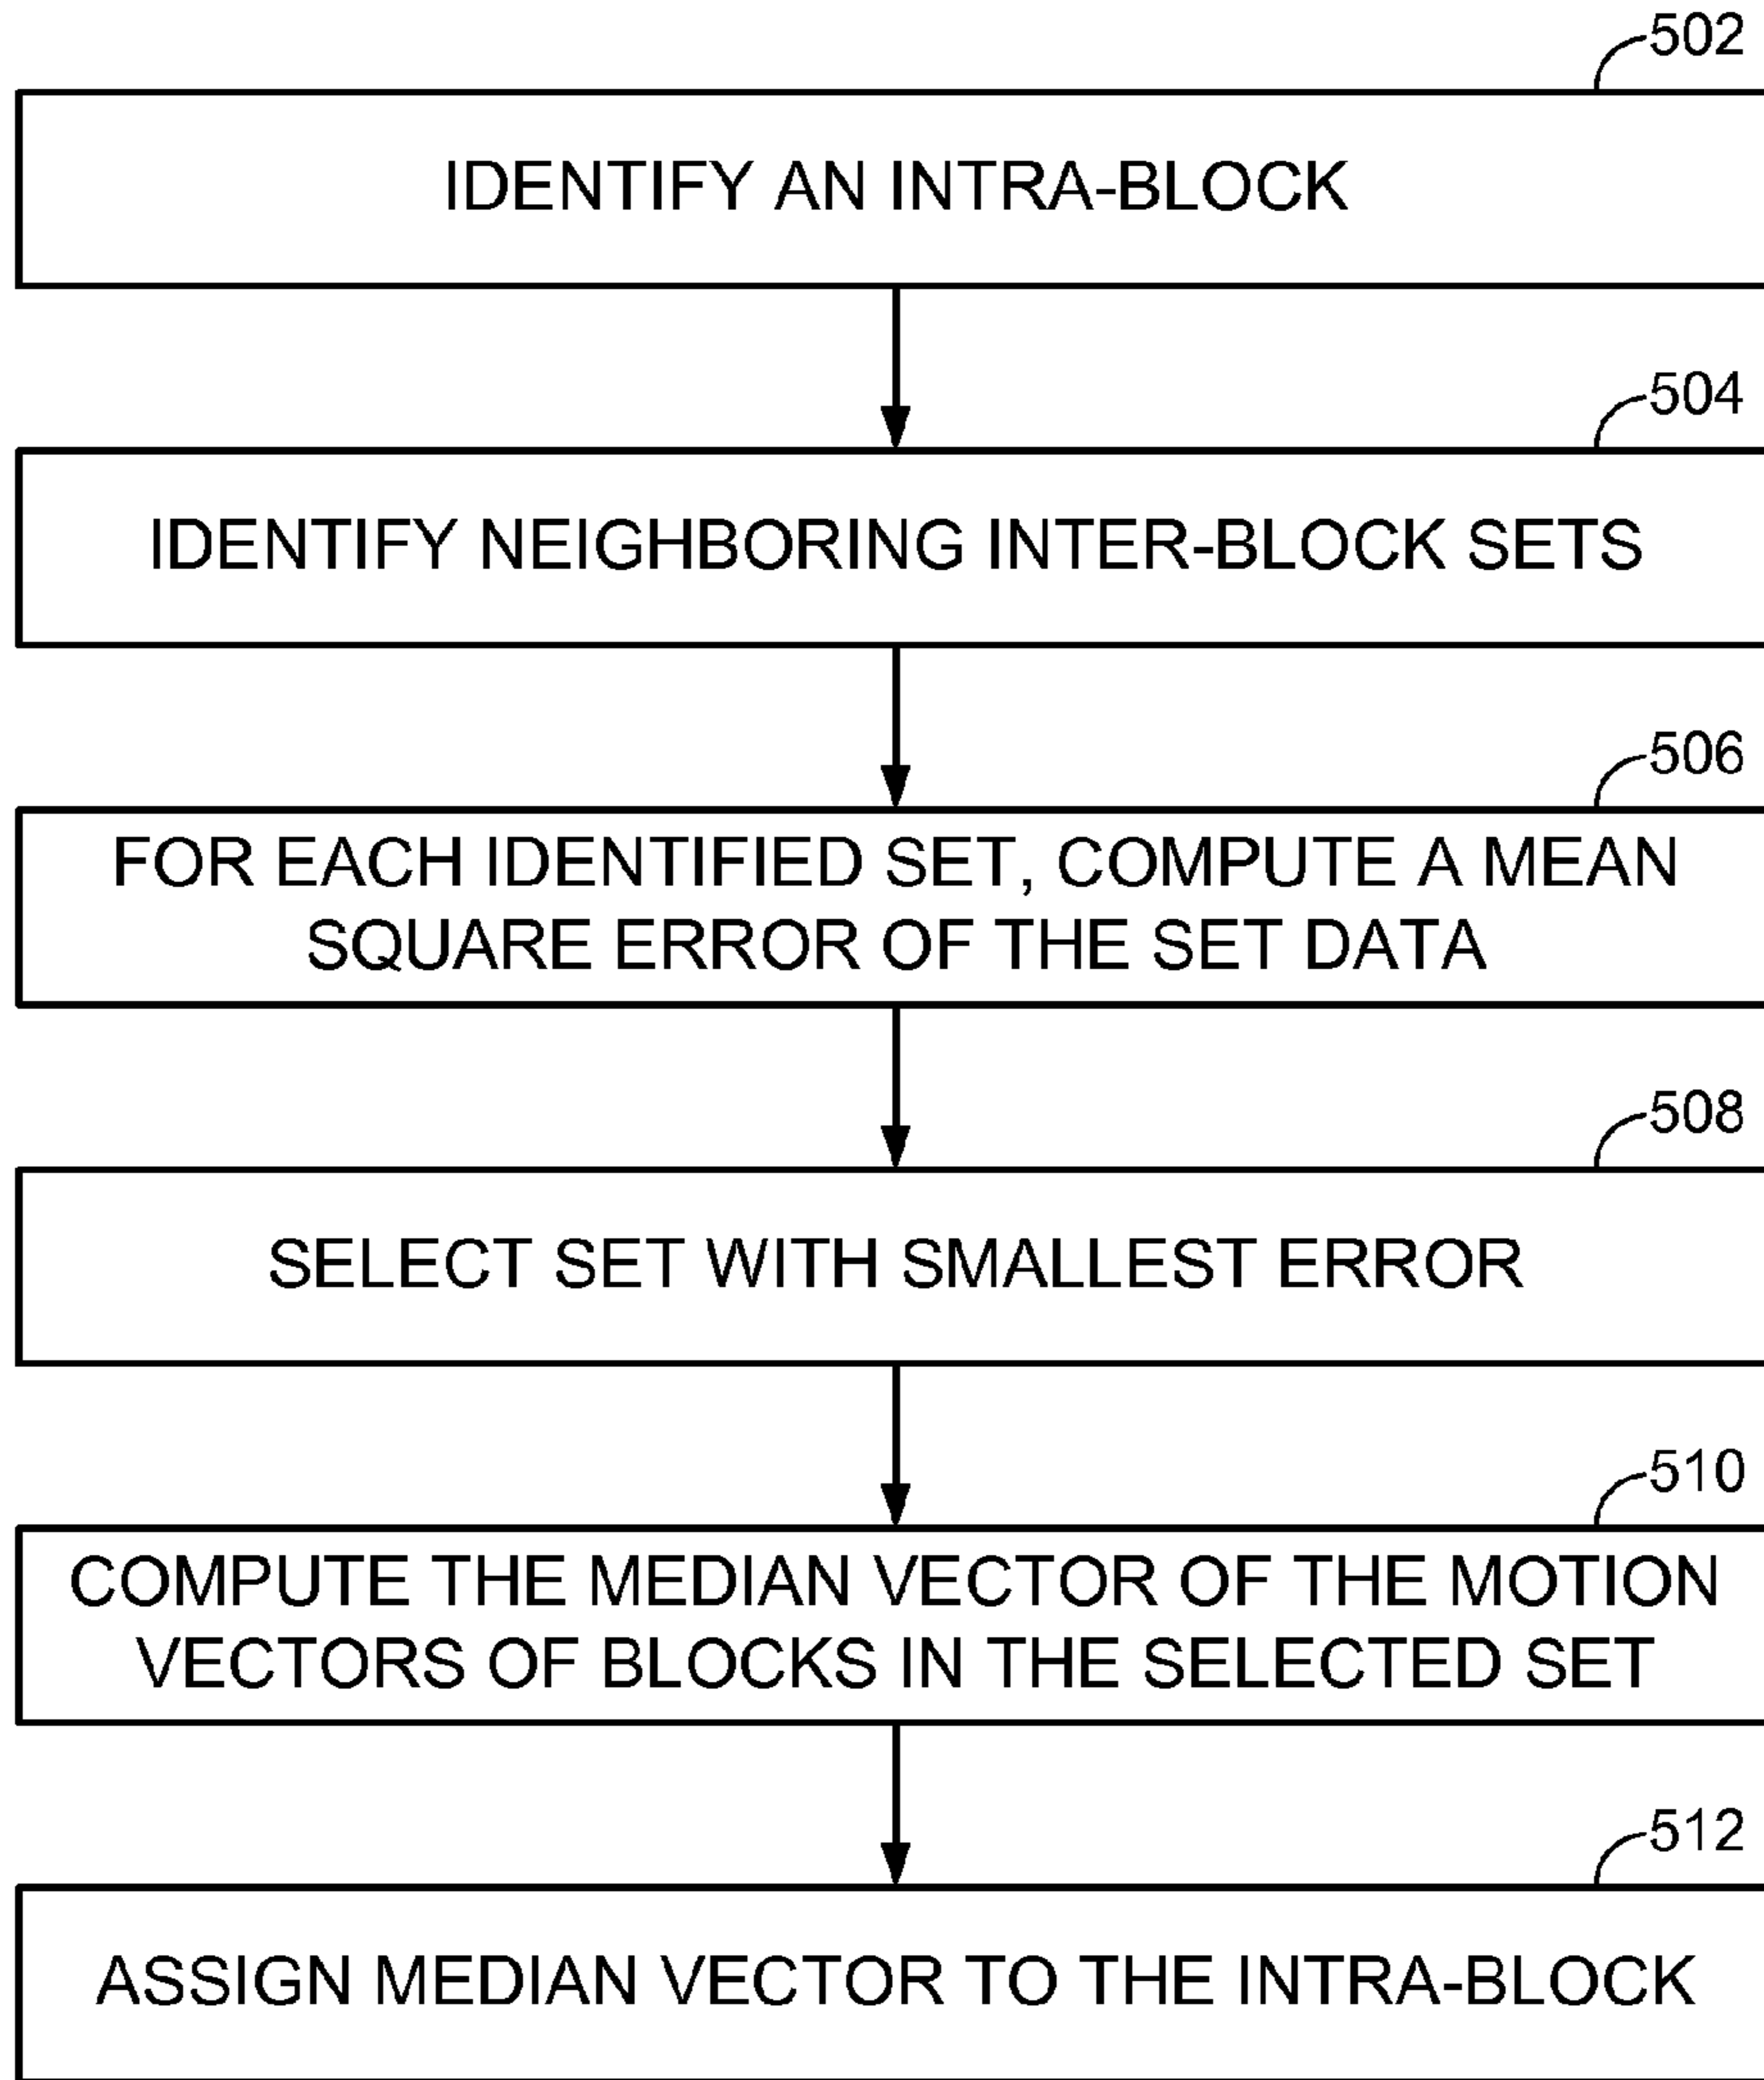 502
IDENTIFY AN INTRA-BLOCK
504
IDENTIFY NEIGHBORING INTER-BLOCK SETS
506
FOR EACH IDENTIFIED SET, COMPUTE A MEAN
SQUARE ERROR OF THE SET DATA
508
SELECT SET WITH SMALLEST ERROR
510
COMPUTE THE MEDIAN VECTOR OF THE MOTION
VECTORS OF BLOCKS IN THE SELECTED SET
512
ASSIGN MEDIAN VECTOR TO THE INTRA-BLOCK